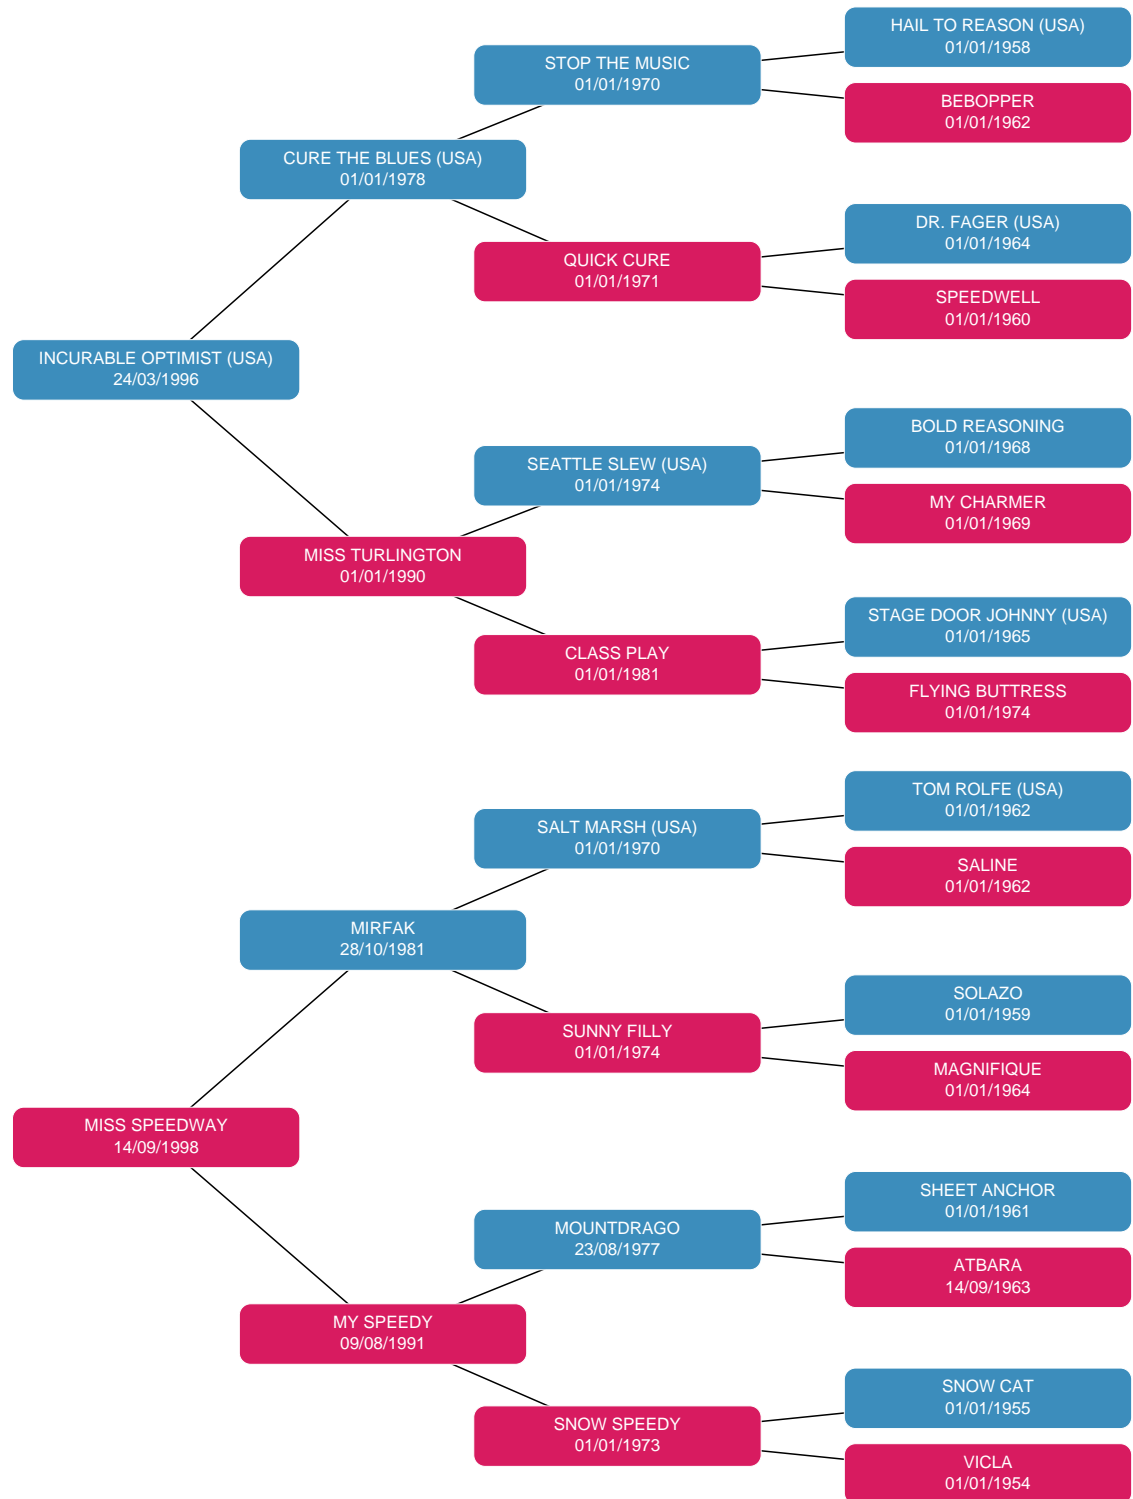 HAIL TO REASON (USA)
01/01/1958
STOP THE MUSIC
01/01/1970
BEBOPPER
01/01/1962
CURE THE BLUES (USA)
01/01/1978
DR. FAGER (USA)
01/01/1964
QUICK CURE
01/01/1971
SPEEDWELL
01/01/1960
INCURABLE OPTIMIST (USA)
24/03/1996
BOLD REASONING
01/01/1968
SEATTLE SLEW (USA)
01/01/1974
MY CHARMER
01/01/1969
MISS TURLINGTON
01/01/1990
STAGE DOOR JOHNNY (USA)
01/01/1965
CLASS PLAY
01/01/1981
FLYING BUTTRESS
01/01/1974
TOM ROLFE (USA)
01/01/1962
SALT MARSH (USA)
01/01/1970
SALINE
01/01/1962
MIRFAK
28/10/1981
SOLAZO
01/01/1959
SUNNY FILLY
01/01/1974
MAGNIFIQUE
01/01/1964
MISS SPEEDWAY
14/09/1998
SHEET ANCHOR
01/01/1961
MOUNTDRAGO
23/08/1977
ATBARA
14/09/1963
MY SPEEDY
09/08/1991
SNOW CAT
01/01/1955
SNOW SPEEDY
01/01/1973
VICLA
01/01/1954